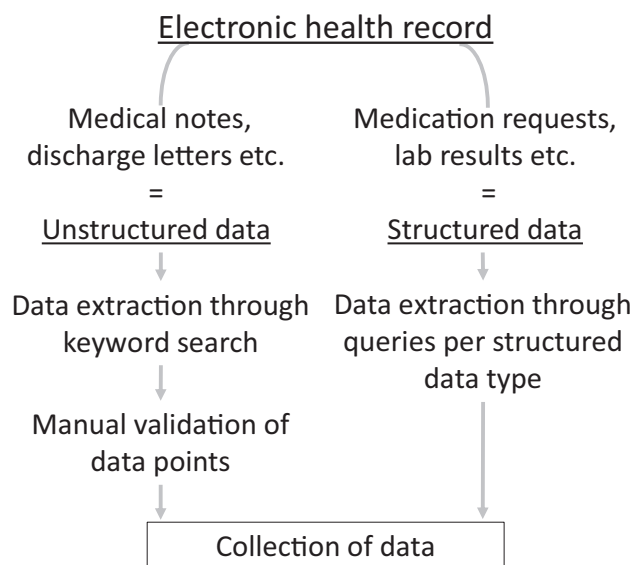 Electronic health record
Medical notes,
discharge letters etc.
=
Unstructured data
Data extraction through
keyword search
Manual validation of
data points
Medication requests,
lab results etc.
=
Structured data
Data extraction through
queries per structured
data type
Collection of data